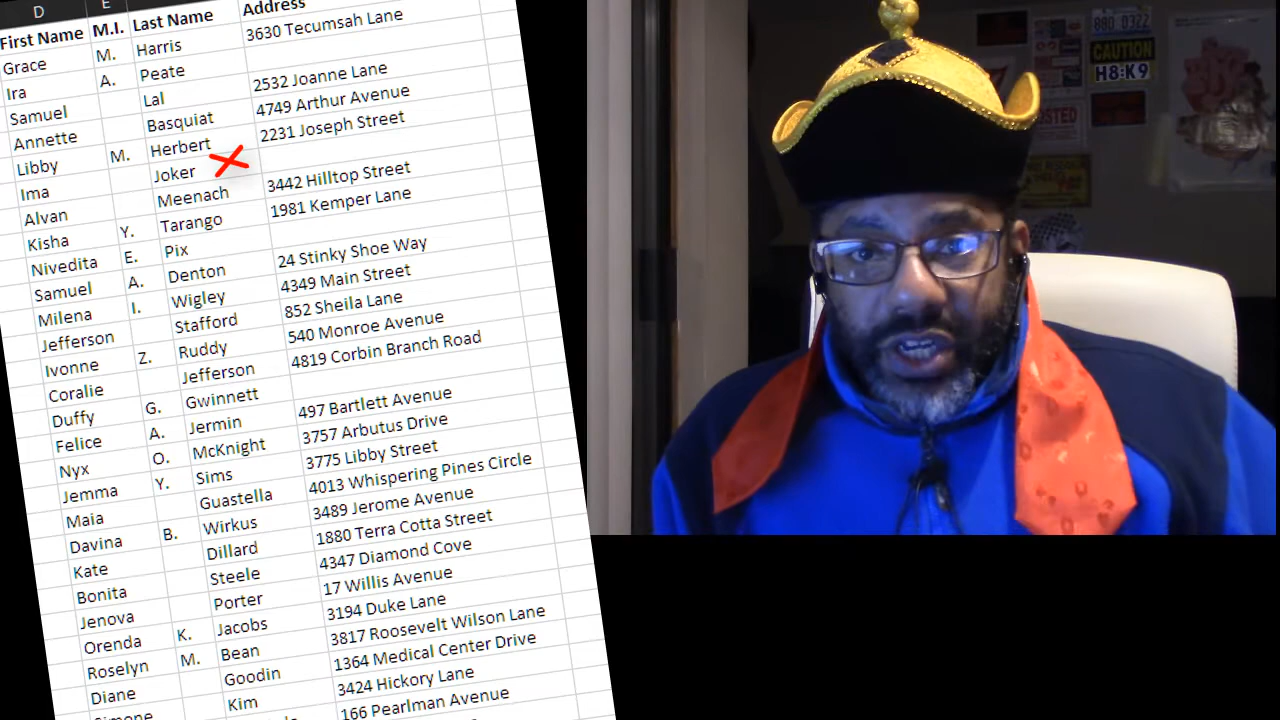 D E
First Name M.I. Last Name Address
Grace M. Harris 3630 Tecumsah Lane
Ira A. Peate
Samuel Lal 2532 Joanne Lane
Annette Basquiat 4749 Arthur Avenue
Libby M. Herbert 2231 Joseph Street
Ima Joker
Alvan Meenach 3442 Hilltop Street
Kisha Y. Tarango 1981 Kemper Lane
Nivedita E. Pix
Samuel A. Denton 24 Stinky Shoe Way
Milena I. Wigley 4349 Main Street
Jefferson Stafford 852 Sheila Lane
Ivonne Z. Ruddy 540 Monroe Avenue
Coralie Jefferson 4819 Corbin Branch Road
Duffy G. Gwinnett
Felice A. Jermin 497 Bartlett Avenue
Nyx O. McKnight 3757 Arbutus Drive
Jemma Y. Sims 3775 Libby Street
Maia Guastella 4013 Whispering Pines Circle
Davina B. Wirkus 3489 Jerome Avenue
Kate Dillard 1880 Terra Cotta Street
Bonita Steele 4347 Diamond Cove
Jenova Porter 17 Willis Avenue
Orenda K. Jacobs 3194 Duke Lane
Roselyn M. Bean 3817 Roosevelt Wilson Lane
Diane Goodin 1364 Medical Center Drive
Simone Kim 3424 Hickory Lane
166 Pearlman Avenue
880 0322
CAUTION
H8:K9